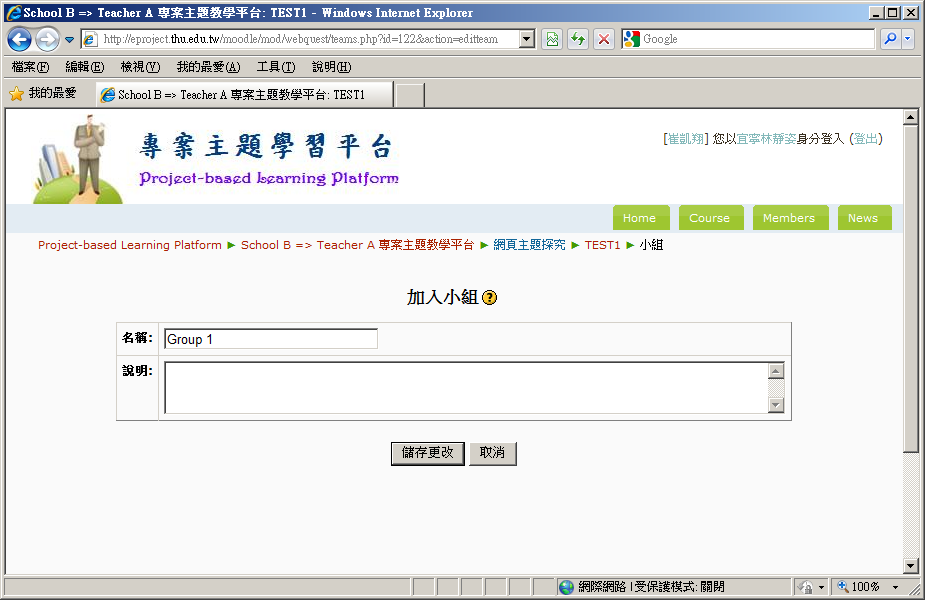 School B => Teacher A 專案主題教學平台: TEST1 - Windows Internet Explorer
http://eproject.thu.edu.tw/moodle/mod/webquest/teams.php?id=122&action=editteam
Google
檔案(F) 編輯(E) 檢視(V) 我的最愛(A) 工具(T) 說明(H)
我的最愛 School B => Teacher A 專案主題教學平台: TEST1
專案主題學習平台
Project-based Learning Platform
[崔凱翔] 您以宜寧林靜姿身分登入 (登出)
Home Course Members News
Project-based Learning Platform ► School B => Teacher A 專案主題教學平台 ► 網頁主題探究 ► TEST1 ► 小組
加入小組 ?
名稱: Group 1
說明:
儲存更改 取消
網際網路 | 受保護模式: 關閉 100%